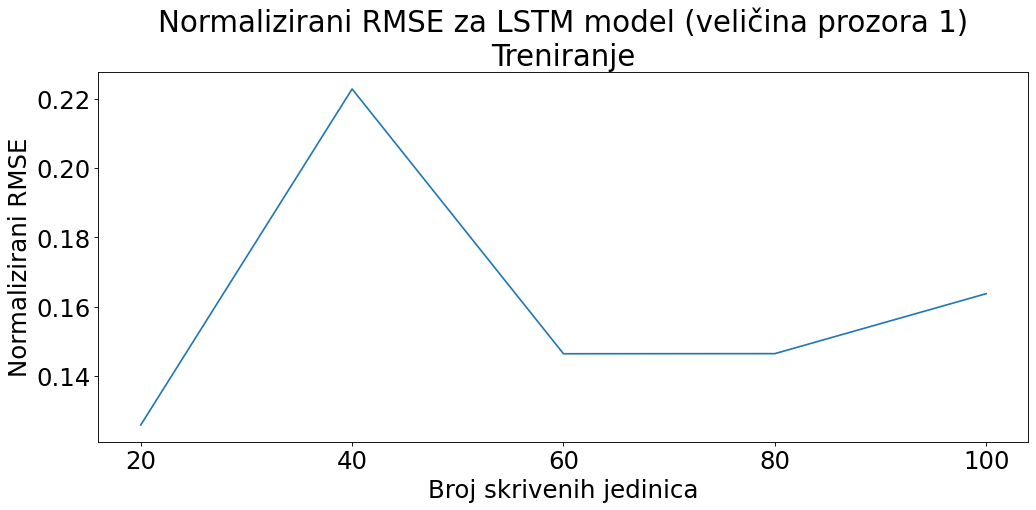 Normalizirani RMSE za LSTM model (veličina prozora 1)
Treniranje
Normalizirani RMSE
0.22
0.20
0.18
0.16
0.14
20 40 60 80 100
Broj skrivenih jedinica